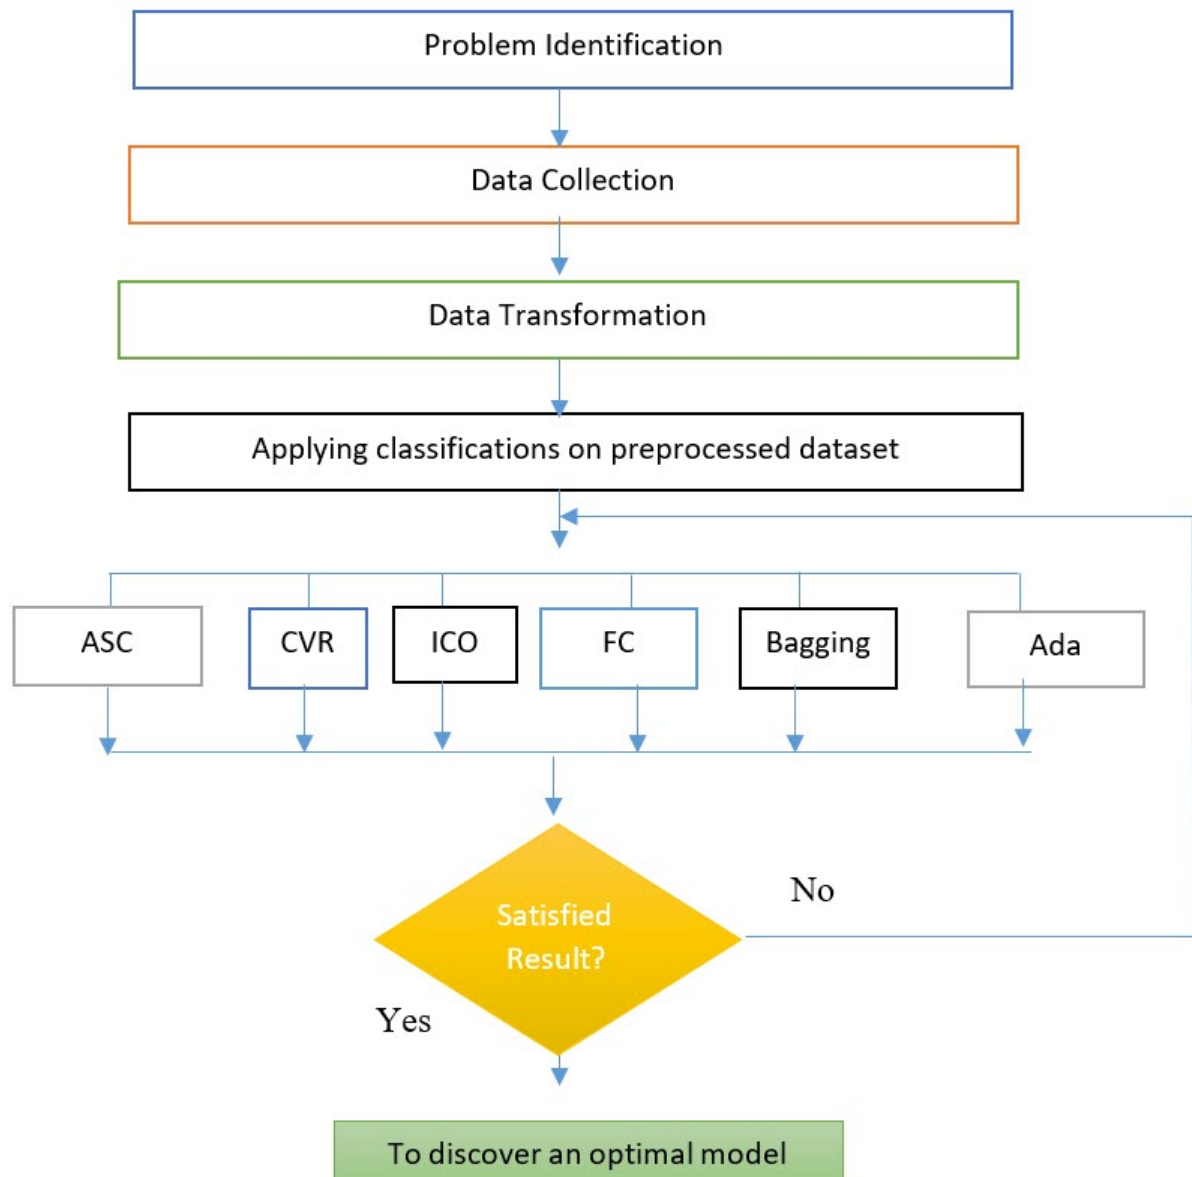 Problem Identification
Data Collection
Data Transformation
Applying classifications on preprocessed dataset
ASC
CVR
ICO
FC
Bagging
Ada
Satisfied
Result?
No
Yes
To discover an optimal model